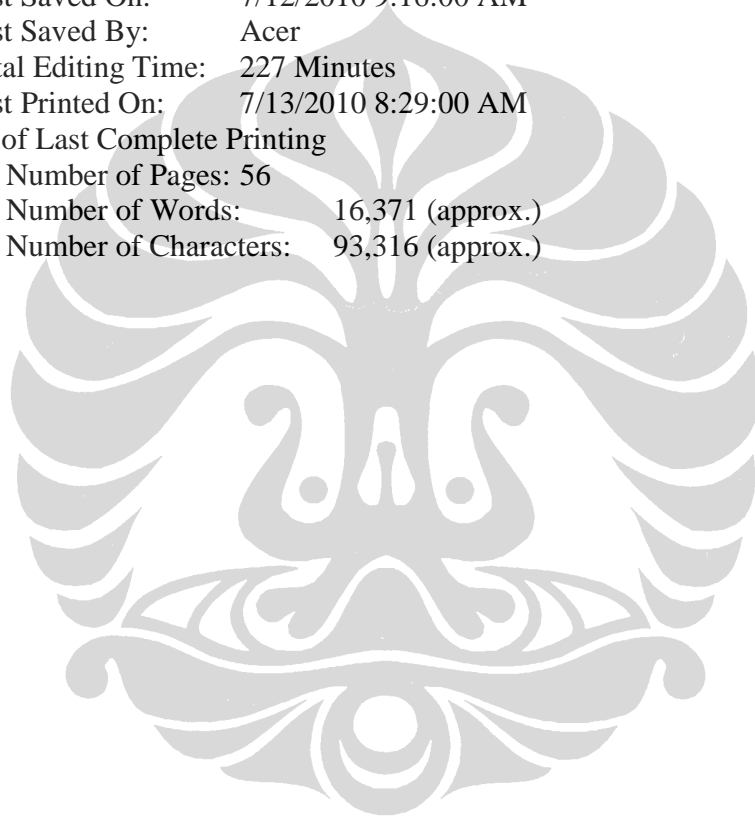 st Saved By: Acer
tal Editing Time: 227 Minutes
st Printed On: 7/13/2010 8:29:00 AM
of Last Complete Printing
Number of Pages: 56
Number of Words: 16,371 (approx.)
Number of Characters: 93,316 (approx.)